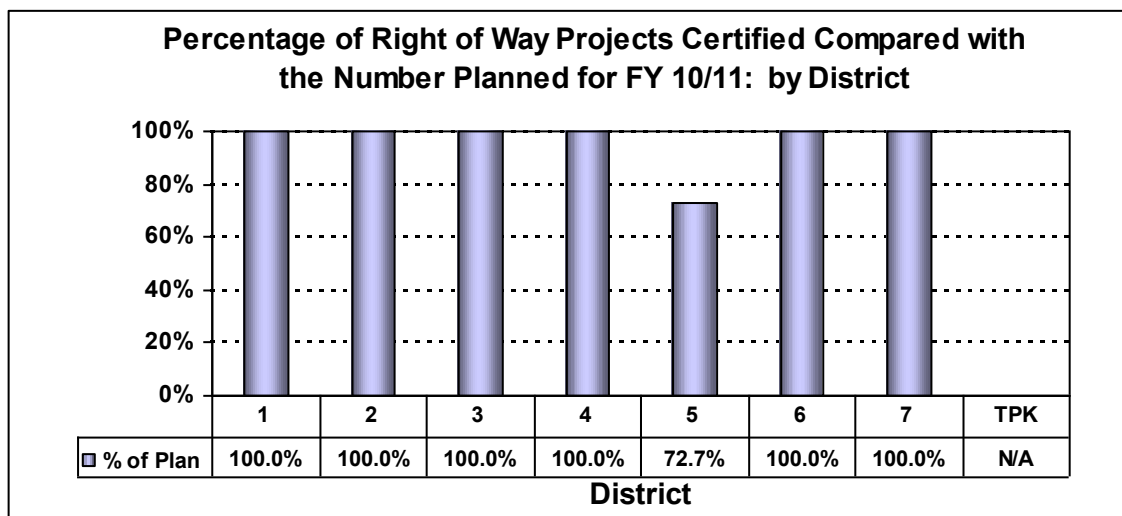 Percentage of Right of Way Projects Certified Compared with
the Number Planned for FY 10/11: by District
100%
80%
60%
40%
20%
0%
1 2 3 4 5 6 7 TPK
% of Plan 100.0% 100.0% 100.0% 100.0% 72.7% 100.0% 100.0% N/A
District